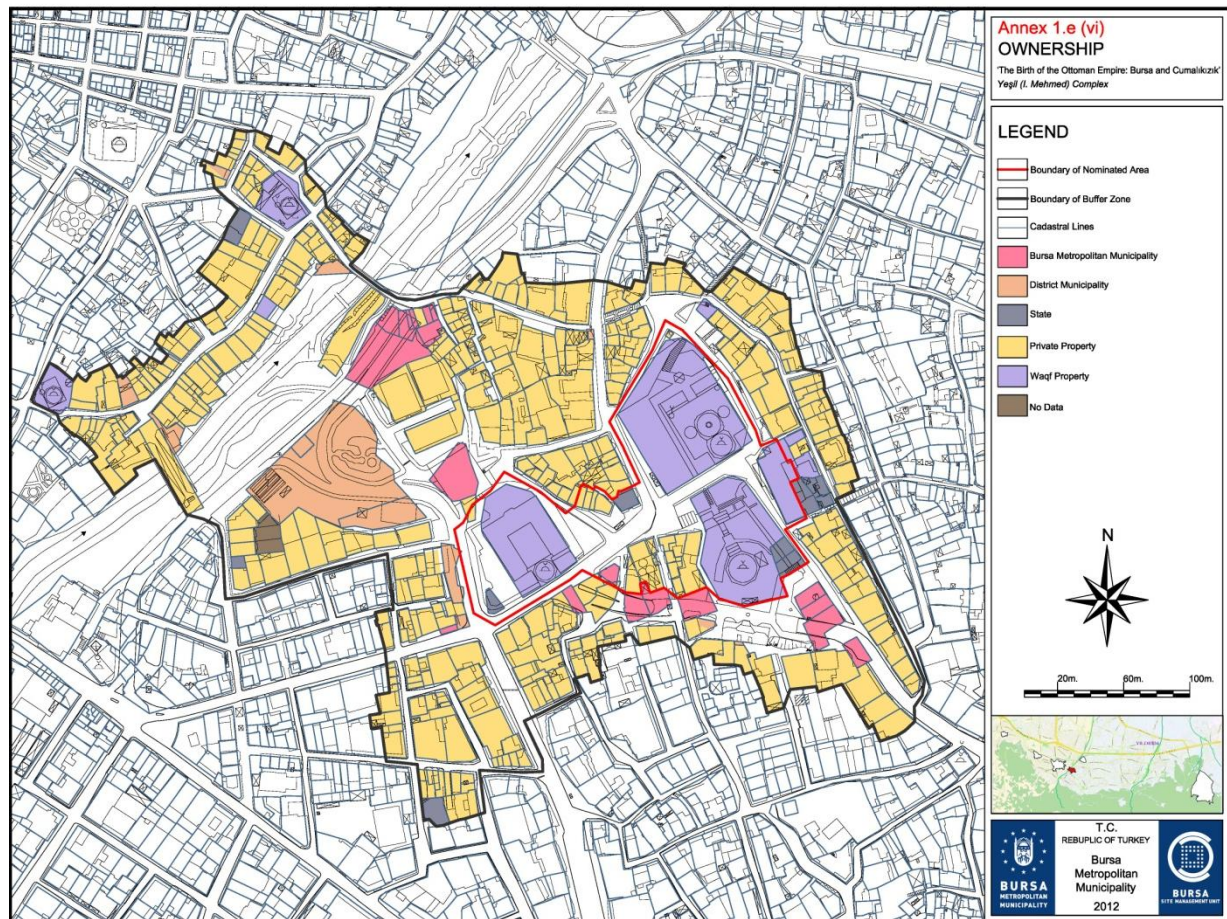 Annex 1.e (vi)
OWNERSHIP
'The Birth of the Ottoman Empire: Bursa and Cumalıkızık'
Yeşil (I. Mehmed) Complex
LEGEND
Boundary of Nominated Area
Boundary of Buffer Zone
Cadastral Lines
Bursa Metropolitan Municipality
District Municipality
State
Private Property
Waqf Property
No Data
N
20m. 60m. 100m.
BURSA
METROPOLITAN
MUNICIPALITY
T.C.
REBUPLIC OF TURKEY
Bursa
Metropolitan
Municipality
2012
BURSA
SITE MANAGEMENT UNIT